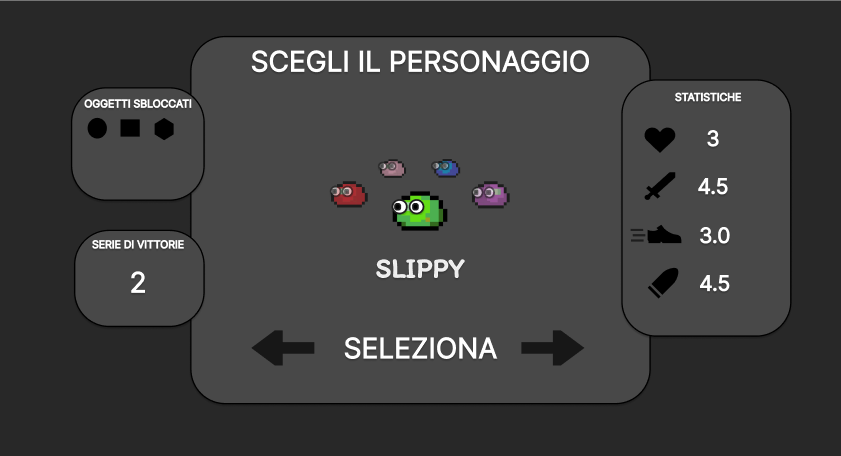 SCEGLI IL PERSONAGGIO
OGGETTI SBLOCCATI
SERIE DI VITTORIE
2
SLIPPY
SELEZIONA
STATISTICHE
3
4.5
3.0
4.5